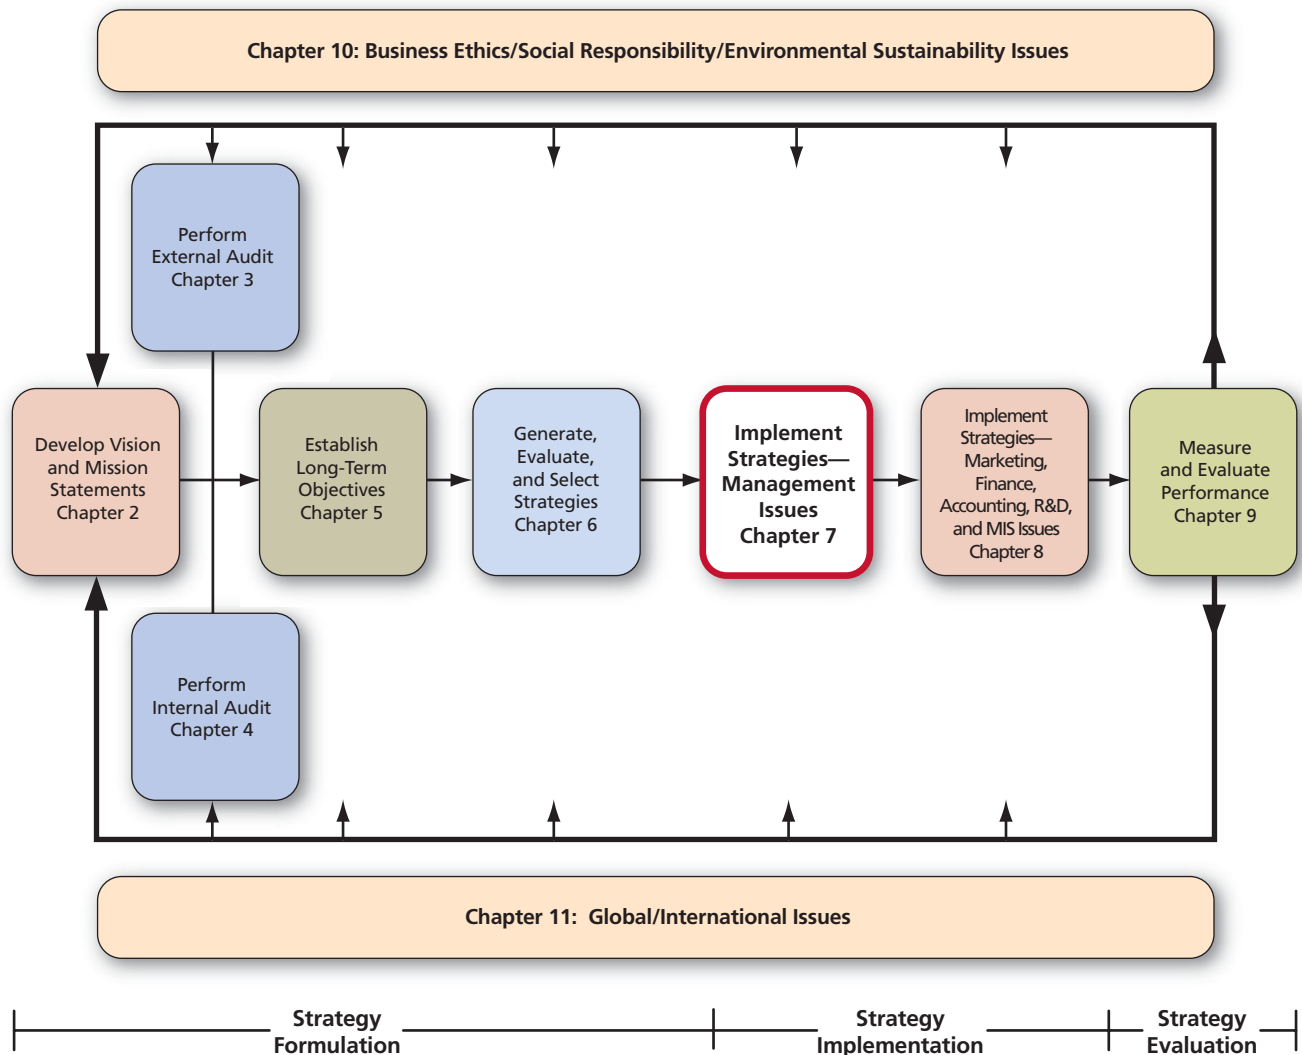 Chapter 10: Business Ethics/Social Responsibility/Environmental Sustainability Issues
Perform
External Audit
Chapter 3
Develop Vision
and Mission
Statements
Chapter 2
Establish
Long-Term
Objectives
Chapter 5
Generate,
Evaluate,
and Select
Strategies
Chapter 6
Implement
Strategies—
Management
Issues
Chapter 7
Implement
Strategies—
Marketing,
Finance,
Accounting, R&D,
and MIS Issues
Chapter 8
Measure
and Evaluate
Performance
Chapter 9
Perform
Internal Audit
Chapter 4
Chapter 11: Global/International Issues
Strategy
Formulation
Strategy
Implementation
Strategy
Evaluation